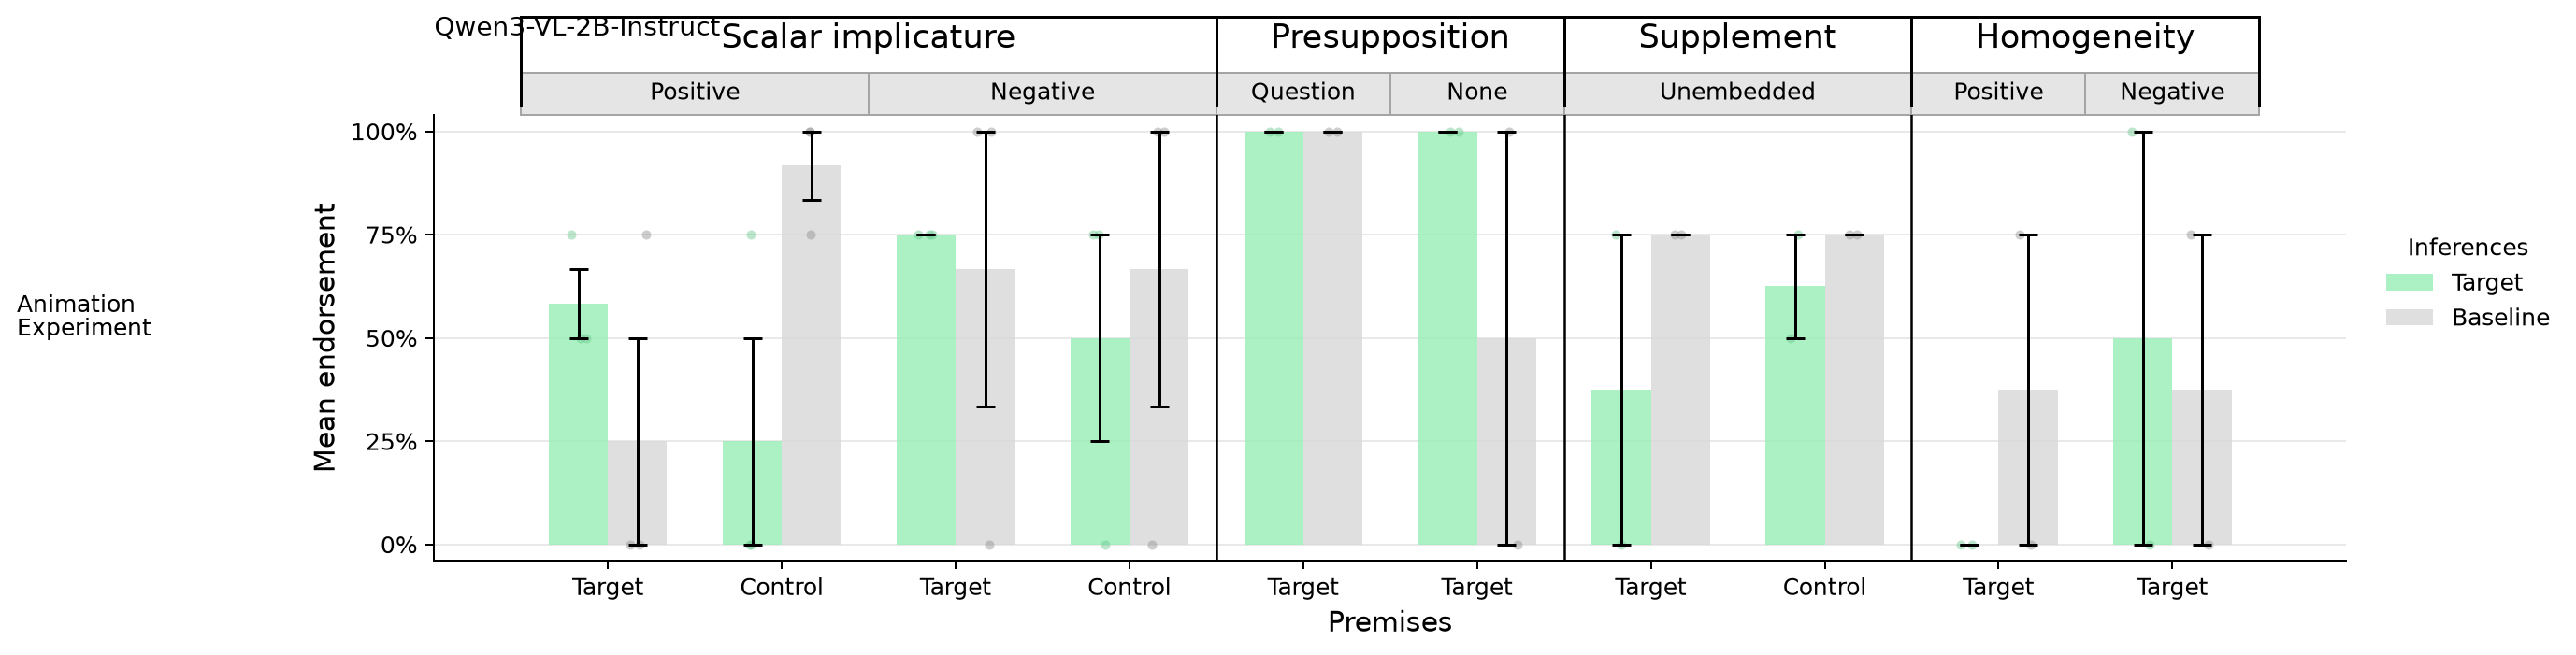 Qwen3-VL-2B-Instruct
Scalar implicature Presupposition Supplement Homogeneity
Positive Negative Question None Unembedded Positive Negative
100%
75%
50%
25%
0%
Mean endorsement
Animation
Experiment
Inferences
Target
Baseline
Target Control Target Control Target Target Target Control Target Target
Premises